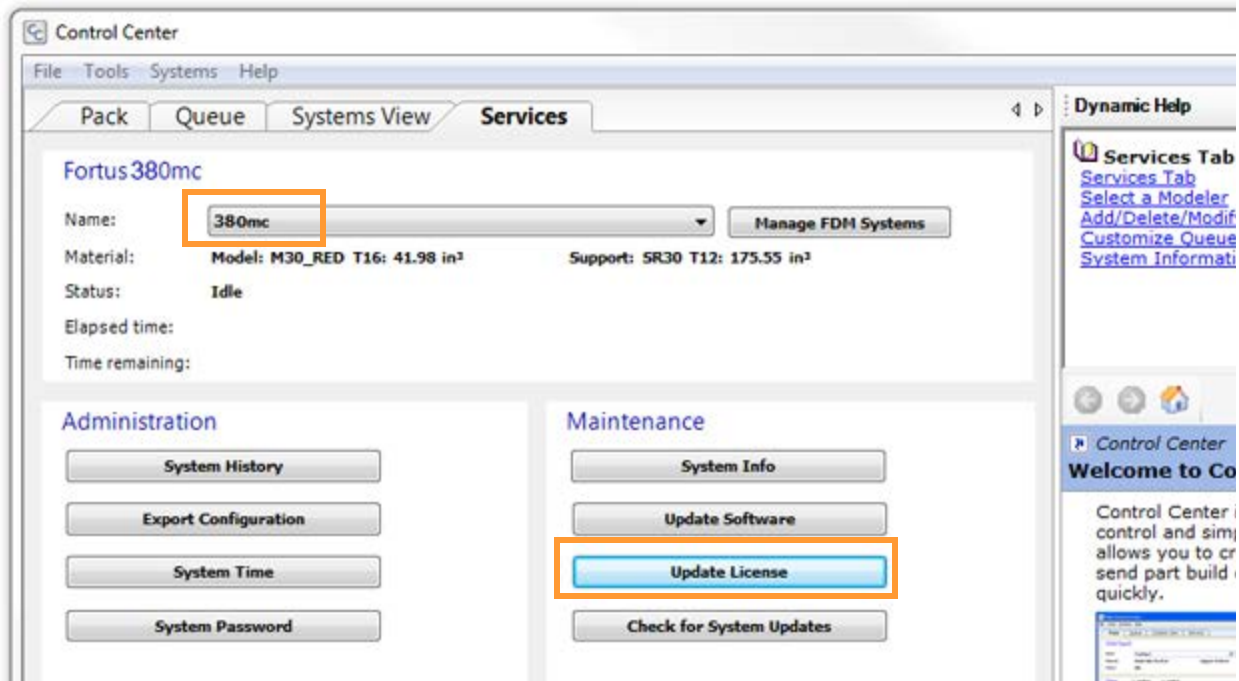 Control Center
File Tools Systems Help
Pack Queue Systems View Services
Fortus 380mc
Name: 380mc Manage FDM Systems
Material: Model: M30_RED T16: 41.98 in³ Support: SR30 T12: 175.55 in³
Status: Idle
Elapsed time:
Time remaining:
Administration
System History
Export Configuration
System Time
System Password
Maintenance
System Info
Update Software
Update License
Check for System Updates
Dynamic Help
Services Tab
Services Tab
Select a Modeler
Add/Delete/Modif
Customize Queue
System Informati
Control Center
Welcome to Co
Control Center i
control and simp
allows you to cr
send part build
quickly.